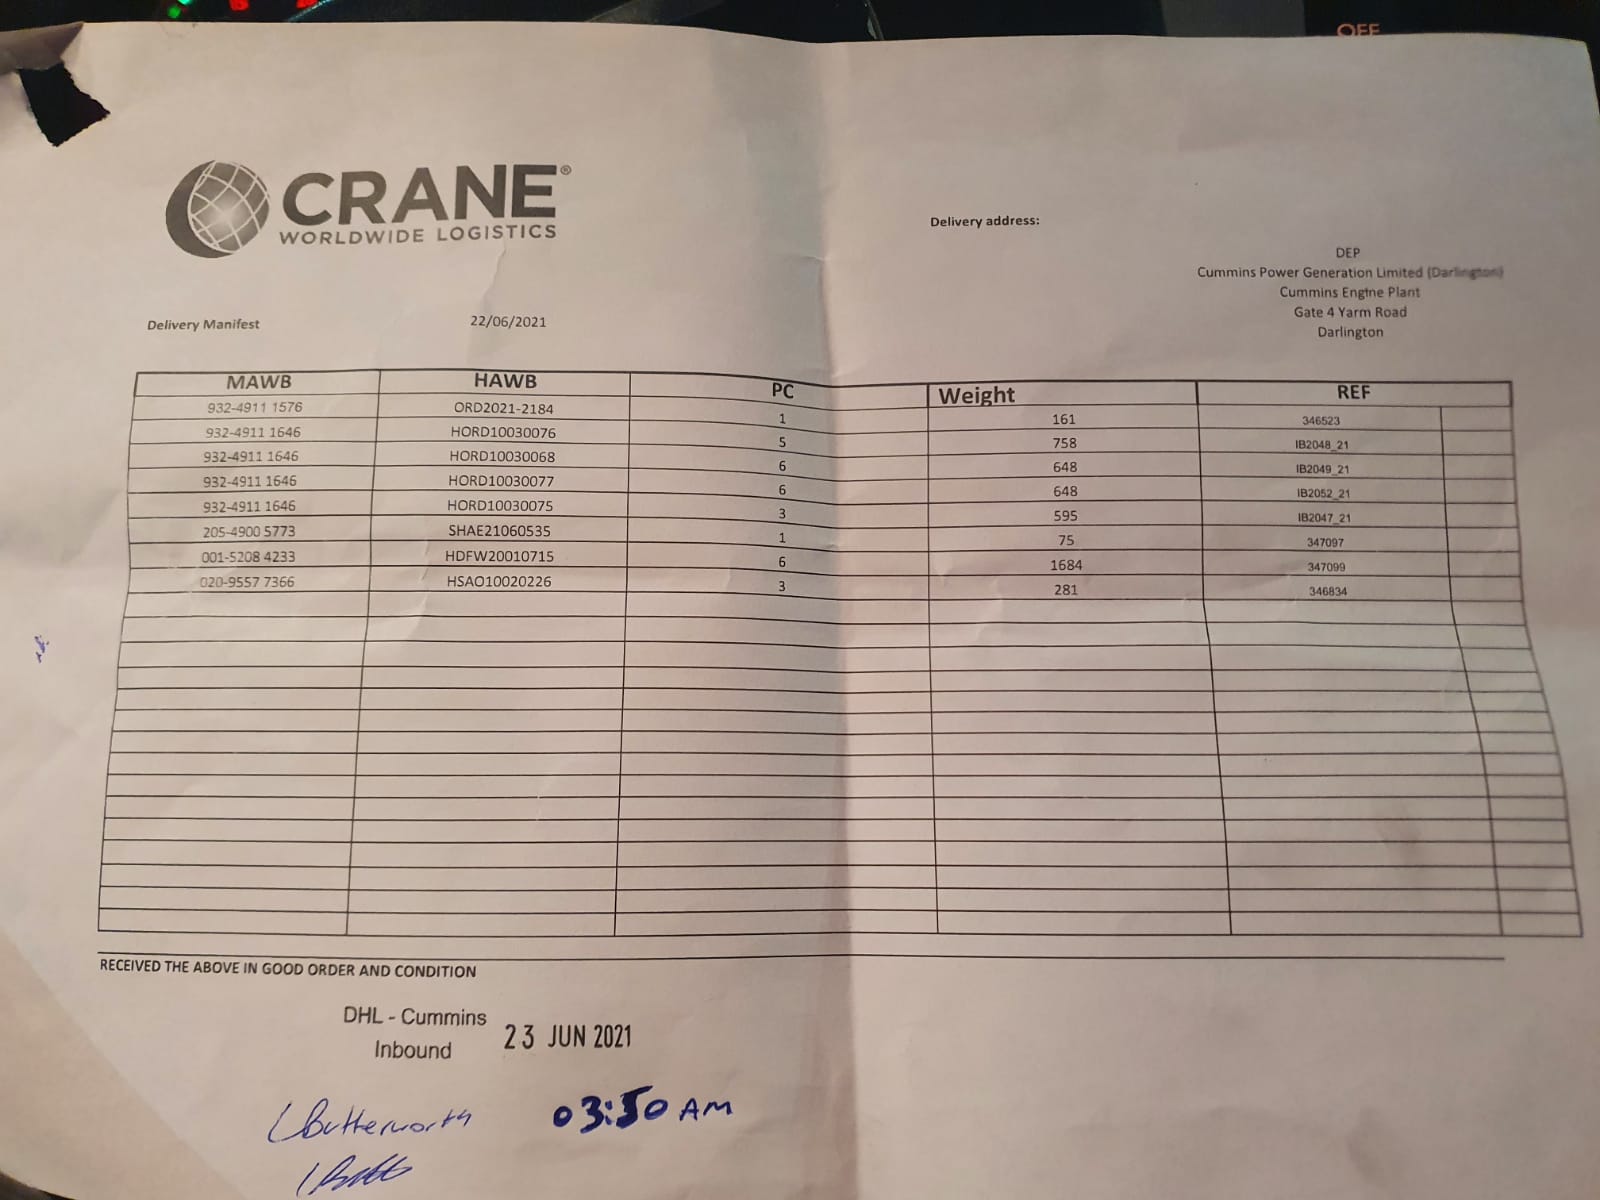 OFF
CRANE®
WORLDWIDE LOGISTICS
Delivery address:
DEP
Cummins Power Generation Limited (Darlington)
Cummins Engine Plant
Gate 4 Yarm Road
Darlington
Delivery Manifest 22/06/2021
MAWB HAWB PC Weight REF
932-4911 1576 ORD2021-2184 1 161 346523
932-4911 1646 HORD10030076 5 758 IB2048_21
932-4911 1646 HORD10030068 6 648 IB2049_21
932-4911 1646 HORD10030077 6 648 IB2052_21
932-4911 1646 HORD10030075 3 595 IB2047_21
205-4900 5773 SHAE21060535 1 75 347097
001-5208 4233 HDFW20010715 6 1684 347099
020-9557 7366 HSAO10020226 3 281 346834
RECEIVED THE ABOVE IN GOOD ORDER AND CONDITION
DHL - Cummins
Inbound 23 JUN 2021
LButterworth 03:50 AM